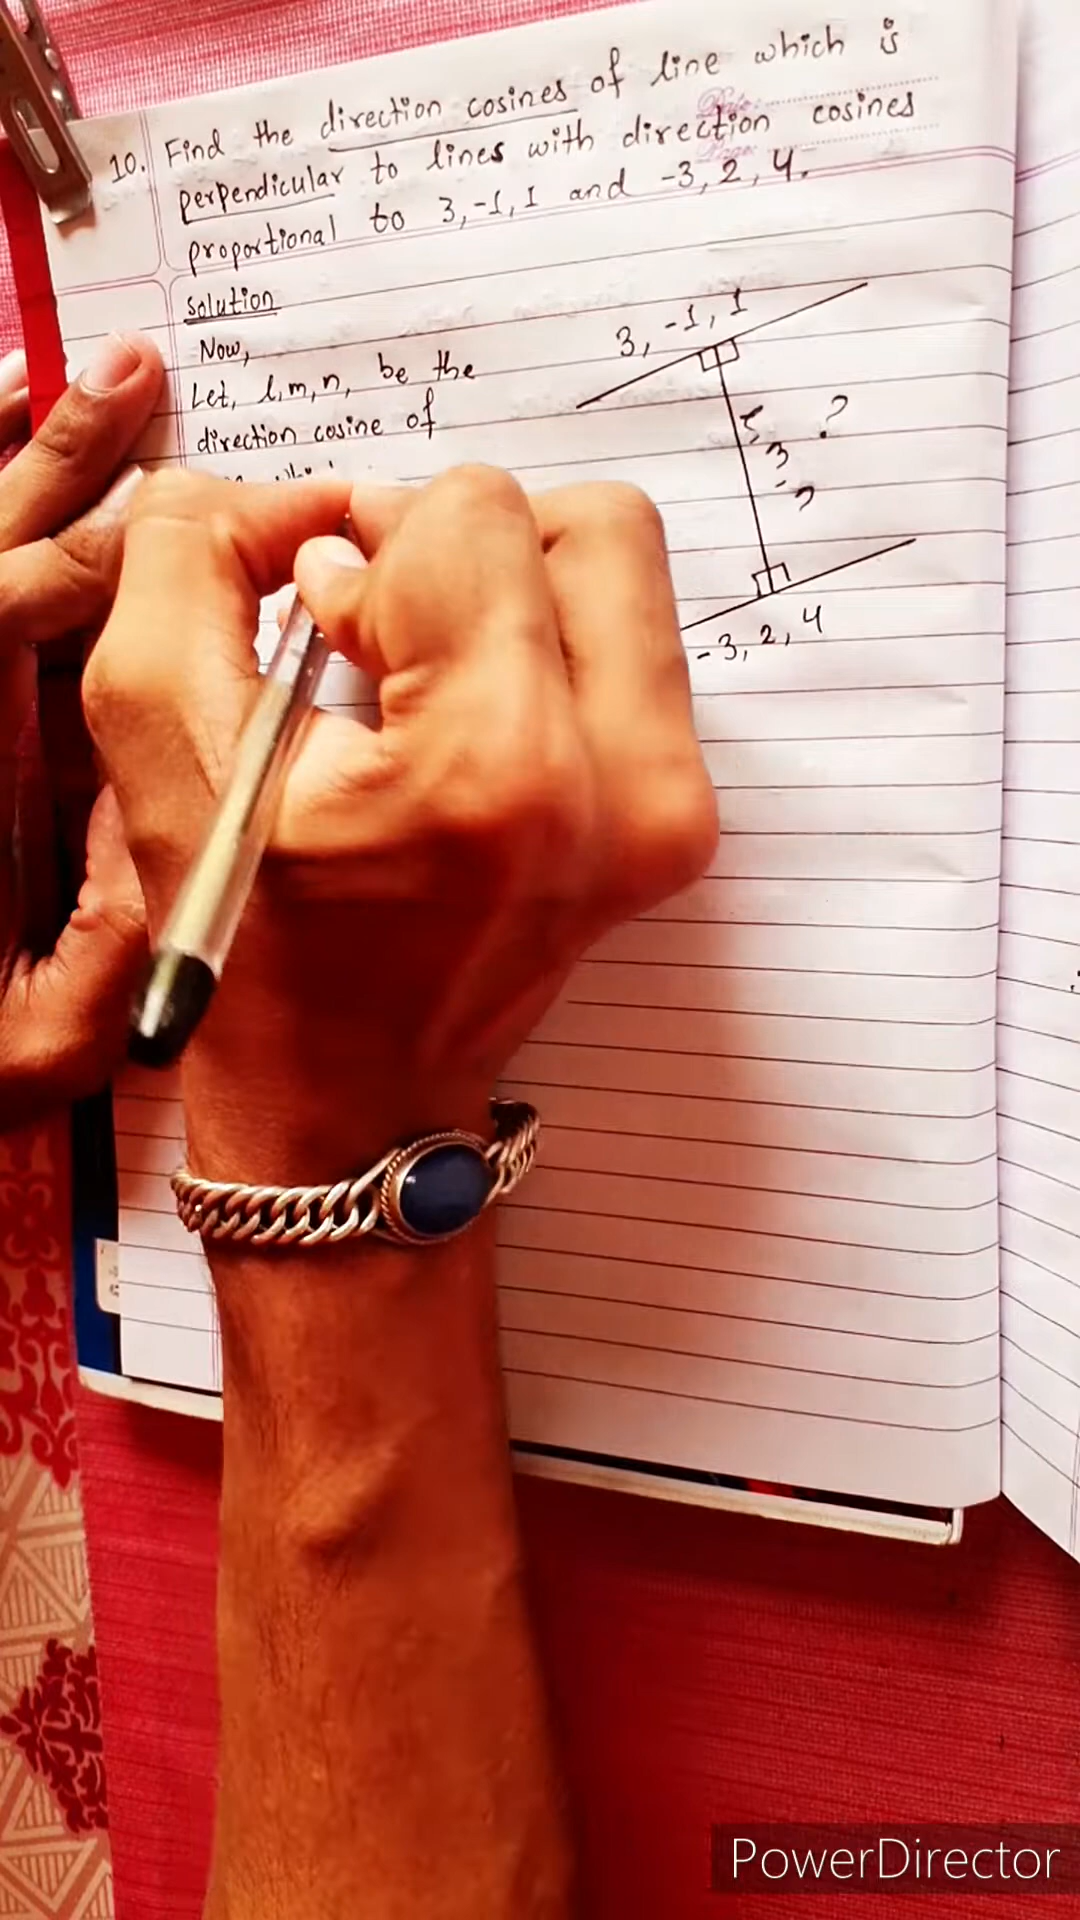 10. Find the direction cosines of line which is
perpendicular to lines with direction cosines
proportional to 3, -1, 1 and -3, 2, 4.
Solution
Now,
Let, l, m, n, be the
direction cosine of
3, -1, 1
?
-3, 2, 4
PowerDirector